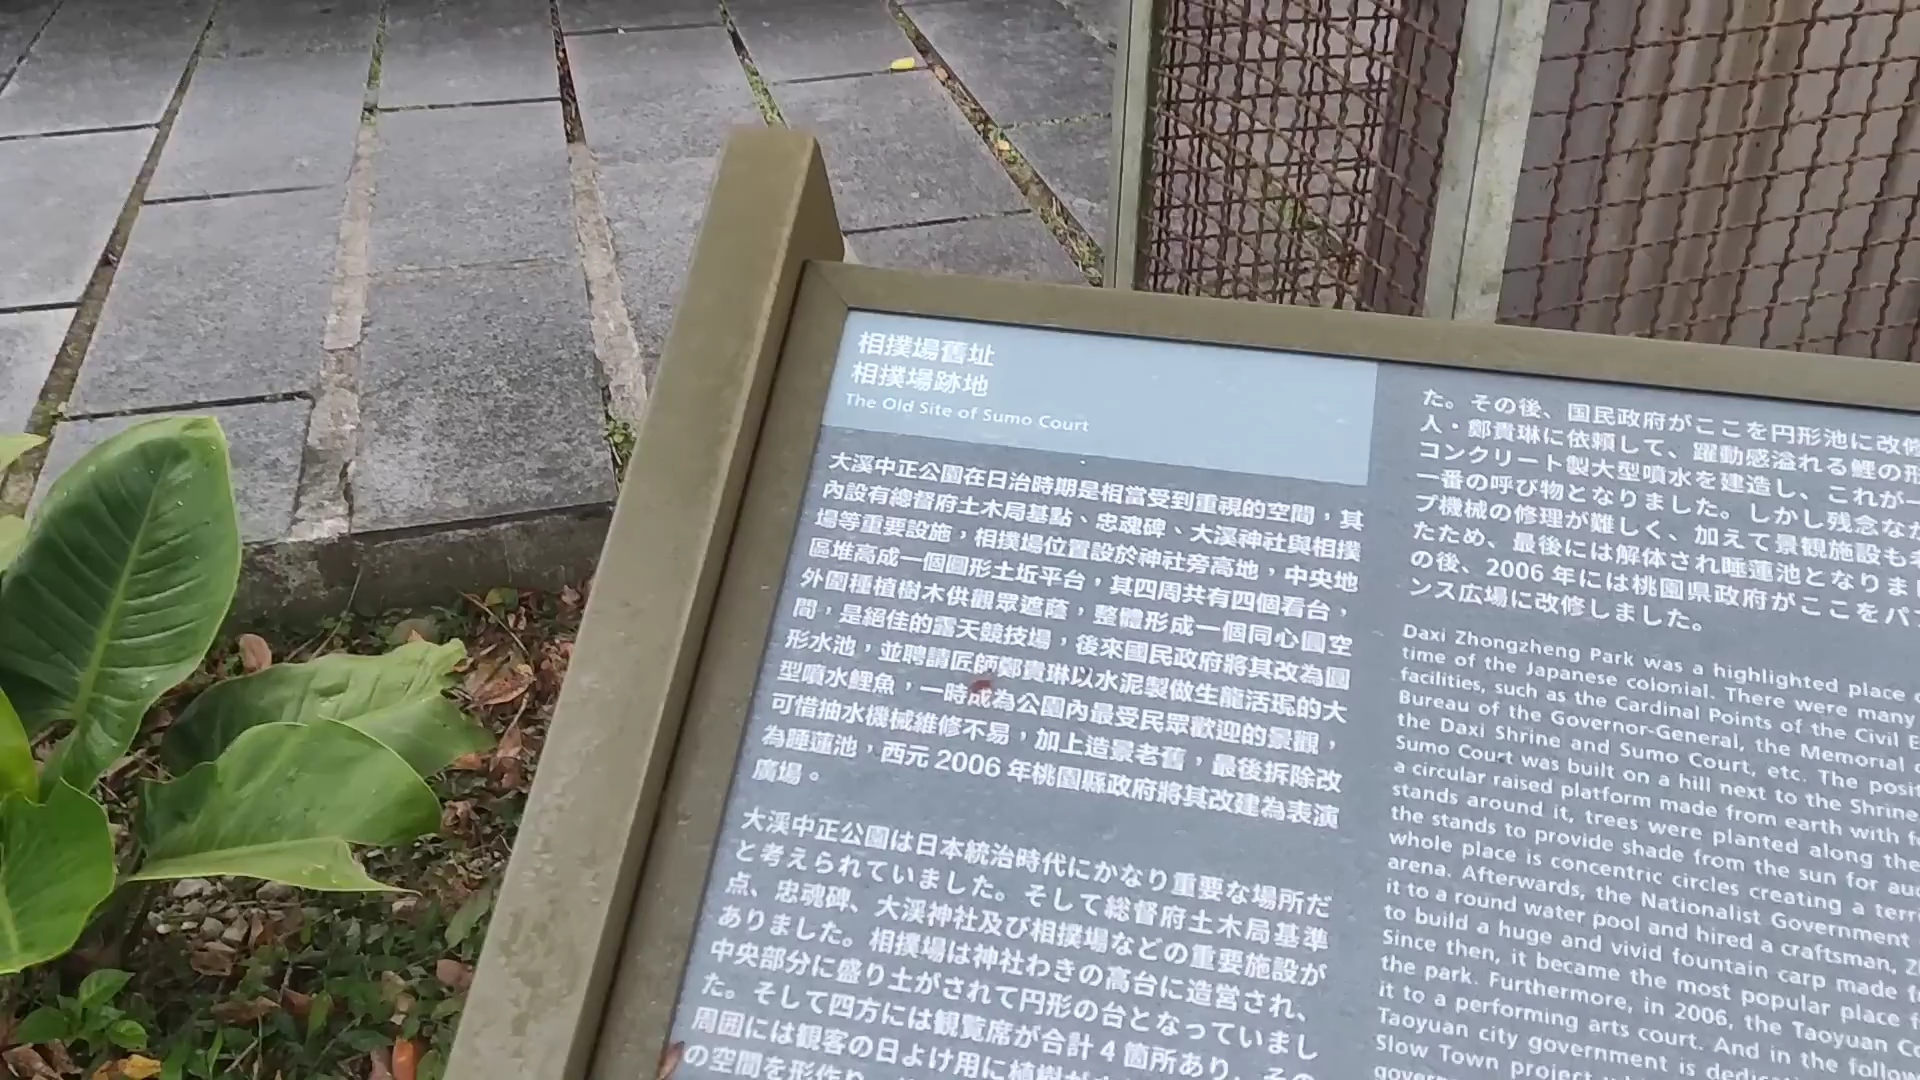 相撲場舊址
相撲場跡地
The Old Site of Sumo Court
大溪中正公園在日治時期是相當受到重視的空間，其
內設有總督府土木局基點、忠魂碑、大溪神社與相撲
場等重要設施，相撲場位置設於神社旁高地，中央地
區堆高成一個圓形土坵平台，其四周共有四個看台，
外圍種植樹木供觀眾遮蔭，整體形成一個同心圓空
間，是絕佳的露天競技場，後來國民政府將其改為圓
形水池，並聘請匠師鄭貴琳以水泥製做生龍活現的大
型噴水鯉魚，一時成為公園內最受民眾歡迎的景觀，
可惜抽水機械維修不易，加上造景老舊，最後拆除改
為睡蓮池，西元 2006 年桃園縣政府將其改建為表演
廣場。
大溪中正公園は日本統治時代にかなり重要な場所だ
と考えられていました。そして総督府土木局基準
点、忠魂碑、大溪神社及び相撲場などの重要施設が
ありました。相撲場は神社わきの高台に造営され、
中央部分に盛り土がされて円形の台となっていまし
た。そして四方には観覧席が合計 4 箇所あり、その
周囲には観客の日よけ用に植樹が
の空間を形作り
た。その後、国民政府がここを円形池に改修
人・鄭貴琳に依頼して、躍動感溢れる鯉の形
コンクリート製大型噴水を建造し、これが一
一番の呼び物となりました。しかし残念なが
プ機械の修理が難しく、加えて景観施設も老
たため、最後には解体され睡蓮池となりまし
の後、2006 年には桃園県政府がここをパフ
ンス広場に改修しました。
Daxi Zhongzheng Park was a highlighted place
time of the Japanese colonial. There were many
facilities, such as the Cardinal Points of the Civil
Bureau of the Governor-General, the Memorial
the Daxi Shrine and Sumo Court, etc. The
Sumo Court was built on a hill next to the Shrine
a circular raised platform made from earth with
stands around it, trees were planted along the
the stands to provide shade from the sun for
whole place is concentric circles creating a
arena. Afterwards, the Nationalist Government
it to a round water pool and hired a craftsman,
to build a huge and vivid fountain carp made
Since then, it became the most popular place
the park. Furthermore, in 2006, the Taoyuan
it to a performing arts court. And in the
Taoyuan city government is
Slow Town project